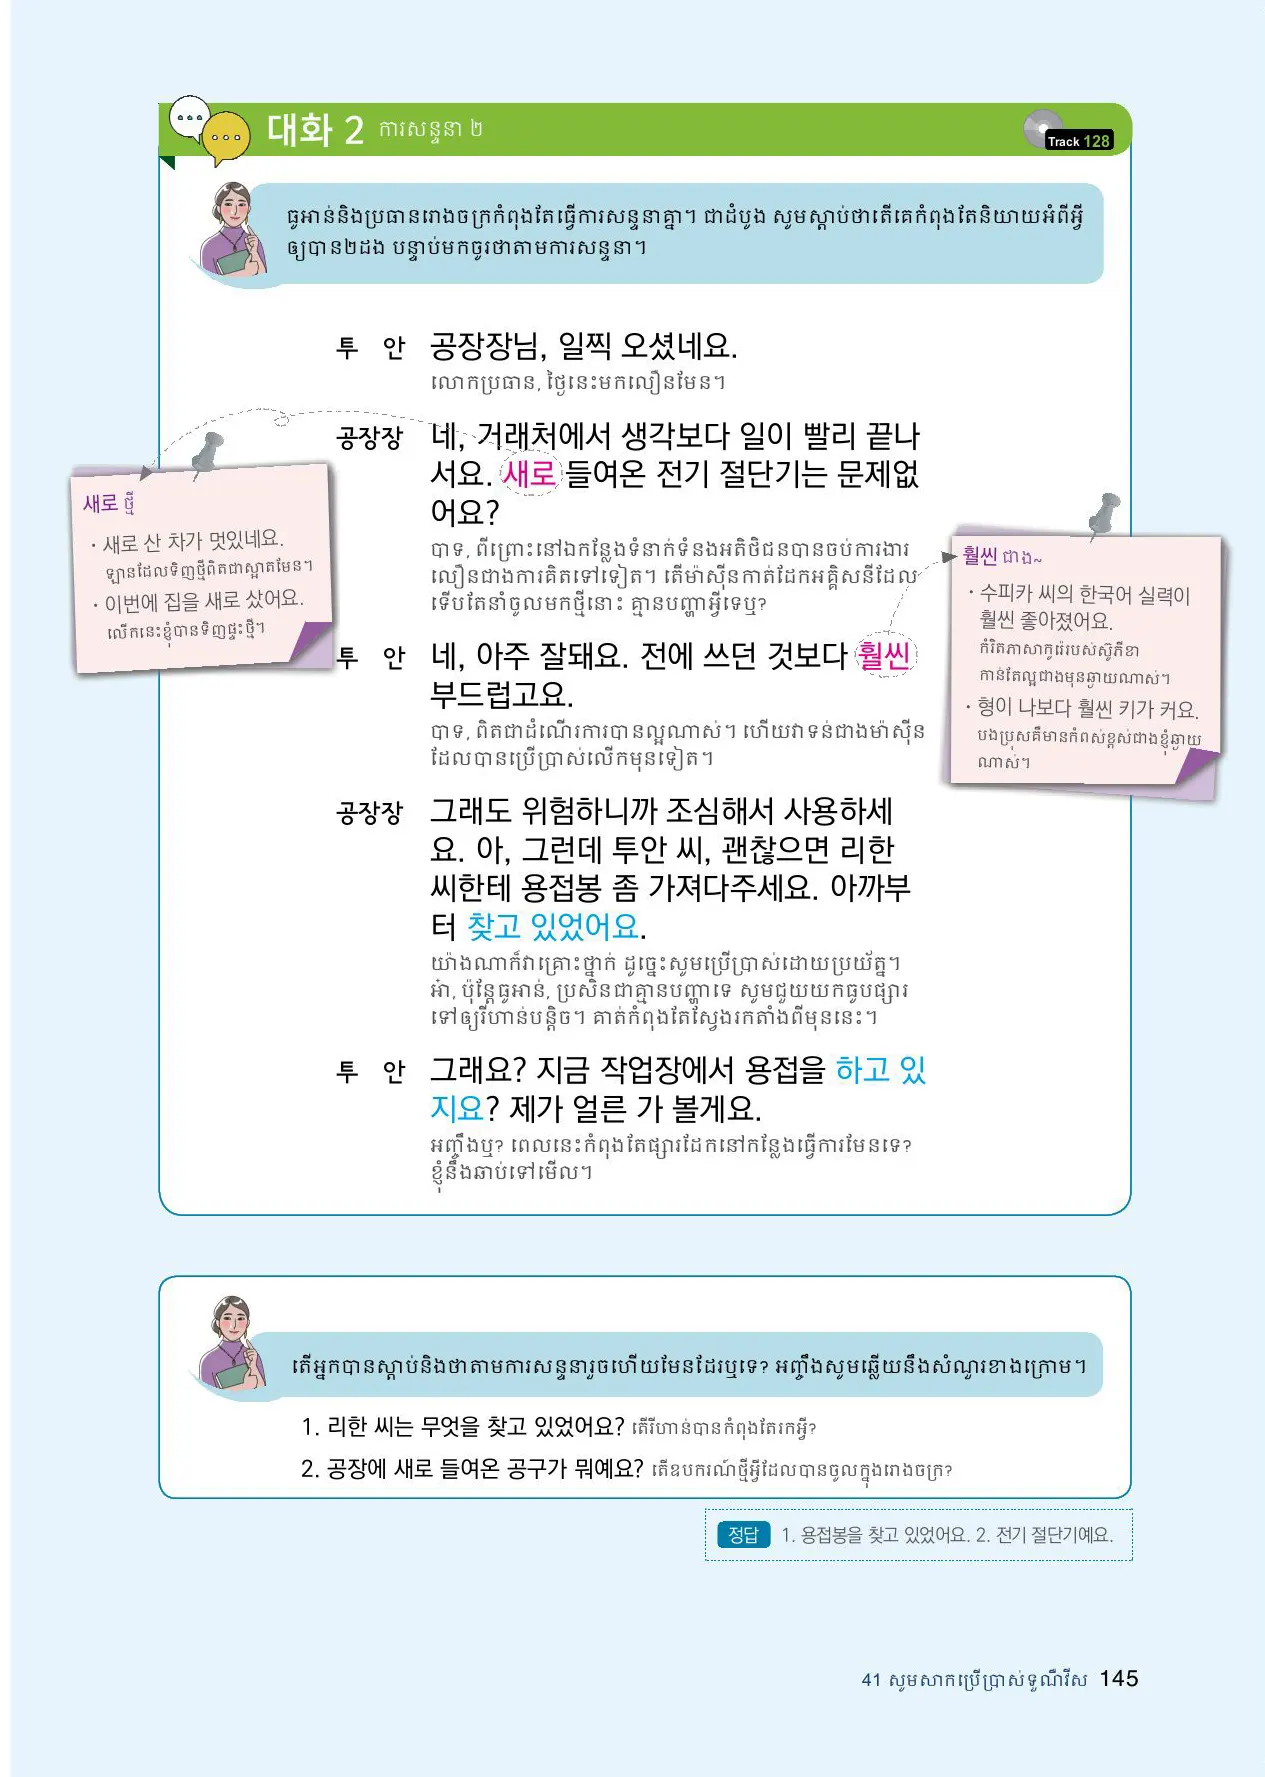 대화 2 ការសន្ទនា ២
Track 128
ធូអាន់និងប្រធានរោងចក្រកំពុងតែធ្វើការសន្ទនាគ្នា។ ជាដំបូង សូមស្តាប់ថាតើគេកំពុងតែនិយាយអំពីអ្វី
ឲ្យបាន២ដង បន្ទាប់មកចូរថាតាមការសន្ទនា។
투 안 공장장님, 일찍 오셨네요.
លោកប្រធាន, ថ្ងៃនេះមកលឿនមែន។
공장장 네, 거래처에서 생각보다 일이 빨리 끝나
서요. 새로 들여온 전기 절단기는 문제없
어요?
បាទ, ពីព្រោះនៅឯកន្លែងទំនាក់ទំនងអតិថិជនបានចប់ការងារ
លឿនជាងការគិតទៅទៀត។ តើម៉ាស៊ីនកាត់ដែកអគ្គិសនីដែល
ទើបតែនាំចូលមកថ្មីនោះ គ្មានបញ្ហាអ្វីទេឬ?
투 안 네, 아주 잘돼요. 전에 쓰던 것보다 훨씬
부드럽고요.
បាទ, ពិតជាដំណើរការបានល្អណាស់។ ហើយវាទន់ជាងម៉ាស៊ីន
ដែលបានប្រើប្រាស់លើកមុនទៀត។
공장장 그래도 위험하니까 조심해서 사용하세
요. 아, 그런데 투안 씨, 괜찮으면 리한
씨한테 용접봉 좀 가져다주세요. 아까부
터 찾고 있었어요.
យ៉ាងណាក៏វាគ្រោះថ្នាក់ ដូច្នេះសូមប្រើប្រាស់ដោយប្រយ័ត្ន។
អ៎ា, ប៉ុន្តែធូអាន់, ប្រសិនជាគ្មានបញ្ហាទេ សូមជួយយកធូបផ្សារ
ទៅឲ្យរីហាន់បន្តិច។ គាត់កំពុងតែស្វែងរកតាំងពីមុននេះ។
투 안 그래요? 지금 작업장에서 용접을 하고 있
지요? 제가 얼른 가 볼게요.
អញ្ចឹងឬ? ពេលនេះកំពុងតែផ្សារដែកនៅកន្លែងធ្វើការមែនទេ?
ខ្ញុំនឹងឆាប់ទៅមើល។
새로 ថ្មី
· 새로 산 차가 멋있네요.
ឡានដែលទិញថ្មីពិតជាស្អាតមែន។
· 이번에 집을 새로 샀어요.
លើកនេះខ្ញុំបានទិញផ្ទះថ្មី។
훨씬 ជាង~
· 수피카 씨의 한국어 실력이
훨씬 좋아졌어요.
កំរិតភាសាកូរ៉េរបស់ស៊ូភីខា
កាន់តែល្អជាងមុនឆ្ងាយណាស់។
· 형이 나보다 훨씬 키가 커요.
បងប្រុសគឺមានកំពស់ខ្ពស់ជាងខ្ញុំឆ្ងាយ
ណាស់។
តើអ្នកបានស្តាប់និងថាតាមការសន្ទនារួចហើយមែនដែរឬទេ? អញ្ចឹងសូមឆ្លើយនឹងសំណួរខាងក្រោម។
1. 리한 씨는 무엇을 찾고 있었어요? តើរីហាន់បានកំពុងតែរកអ្វី?
2. 공장에 새로 들여온 공구가 뭐예요? តើឧបករណ៍ថ្មីអ្វីដែលបានចូលក្នុងរោងចក្រ?
정답 1. 용접봉을 찾고 있었어요. 2. 전기 절단기예요.
41 សូមសាកប្រើប្រាស់ទួណឺវីស 145